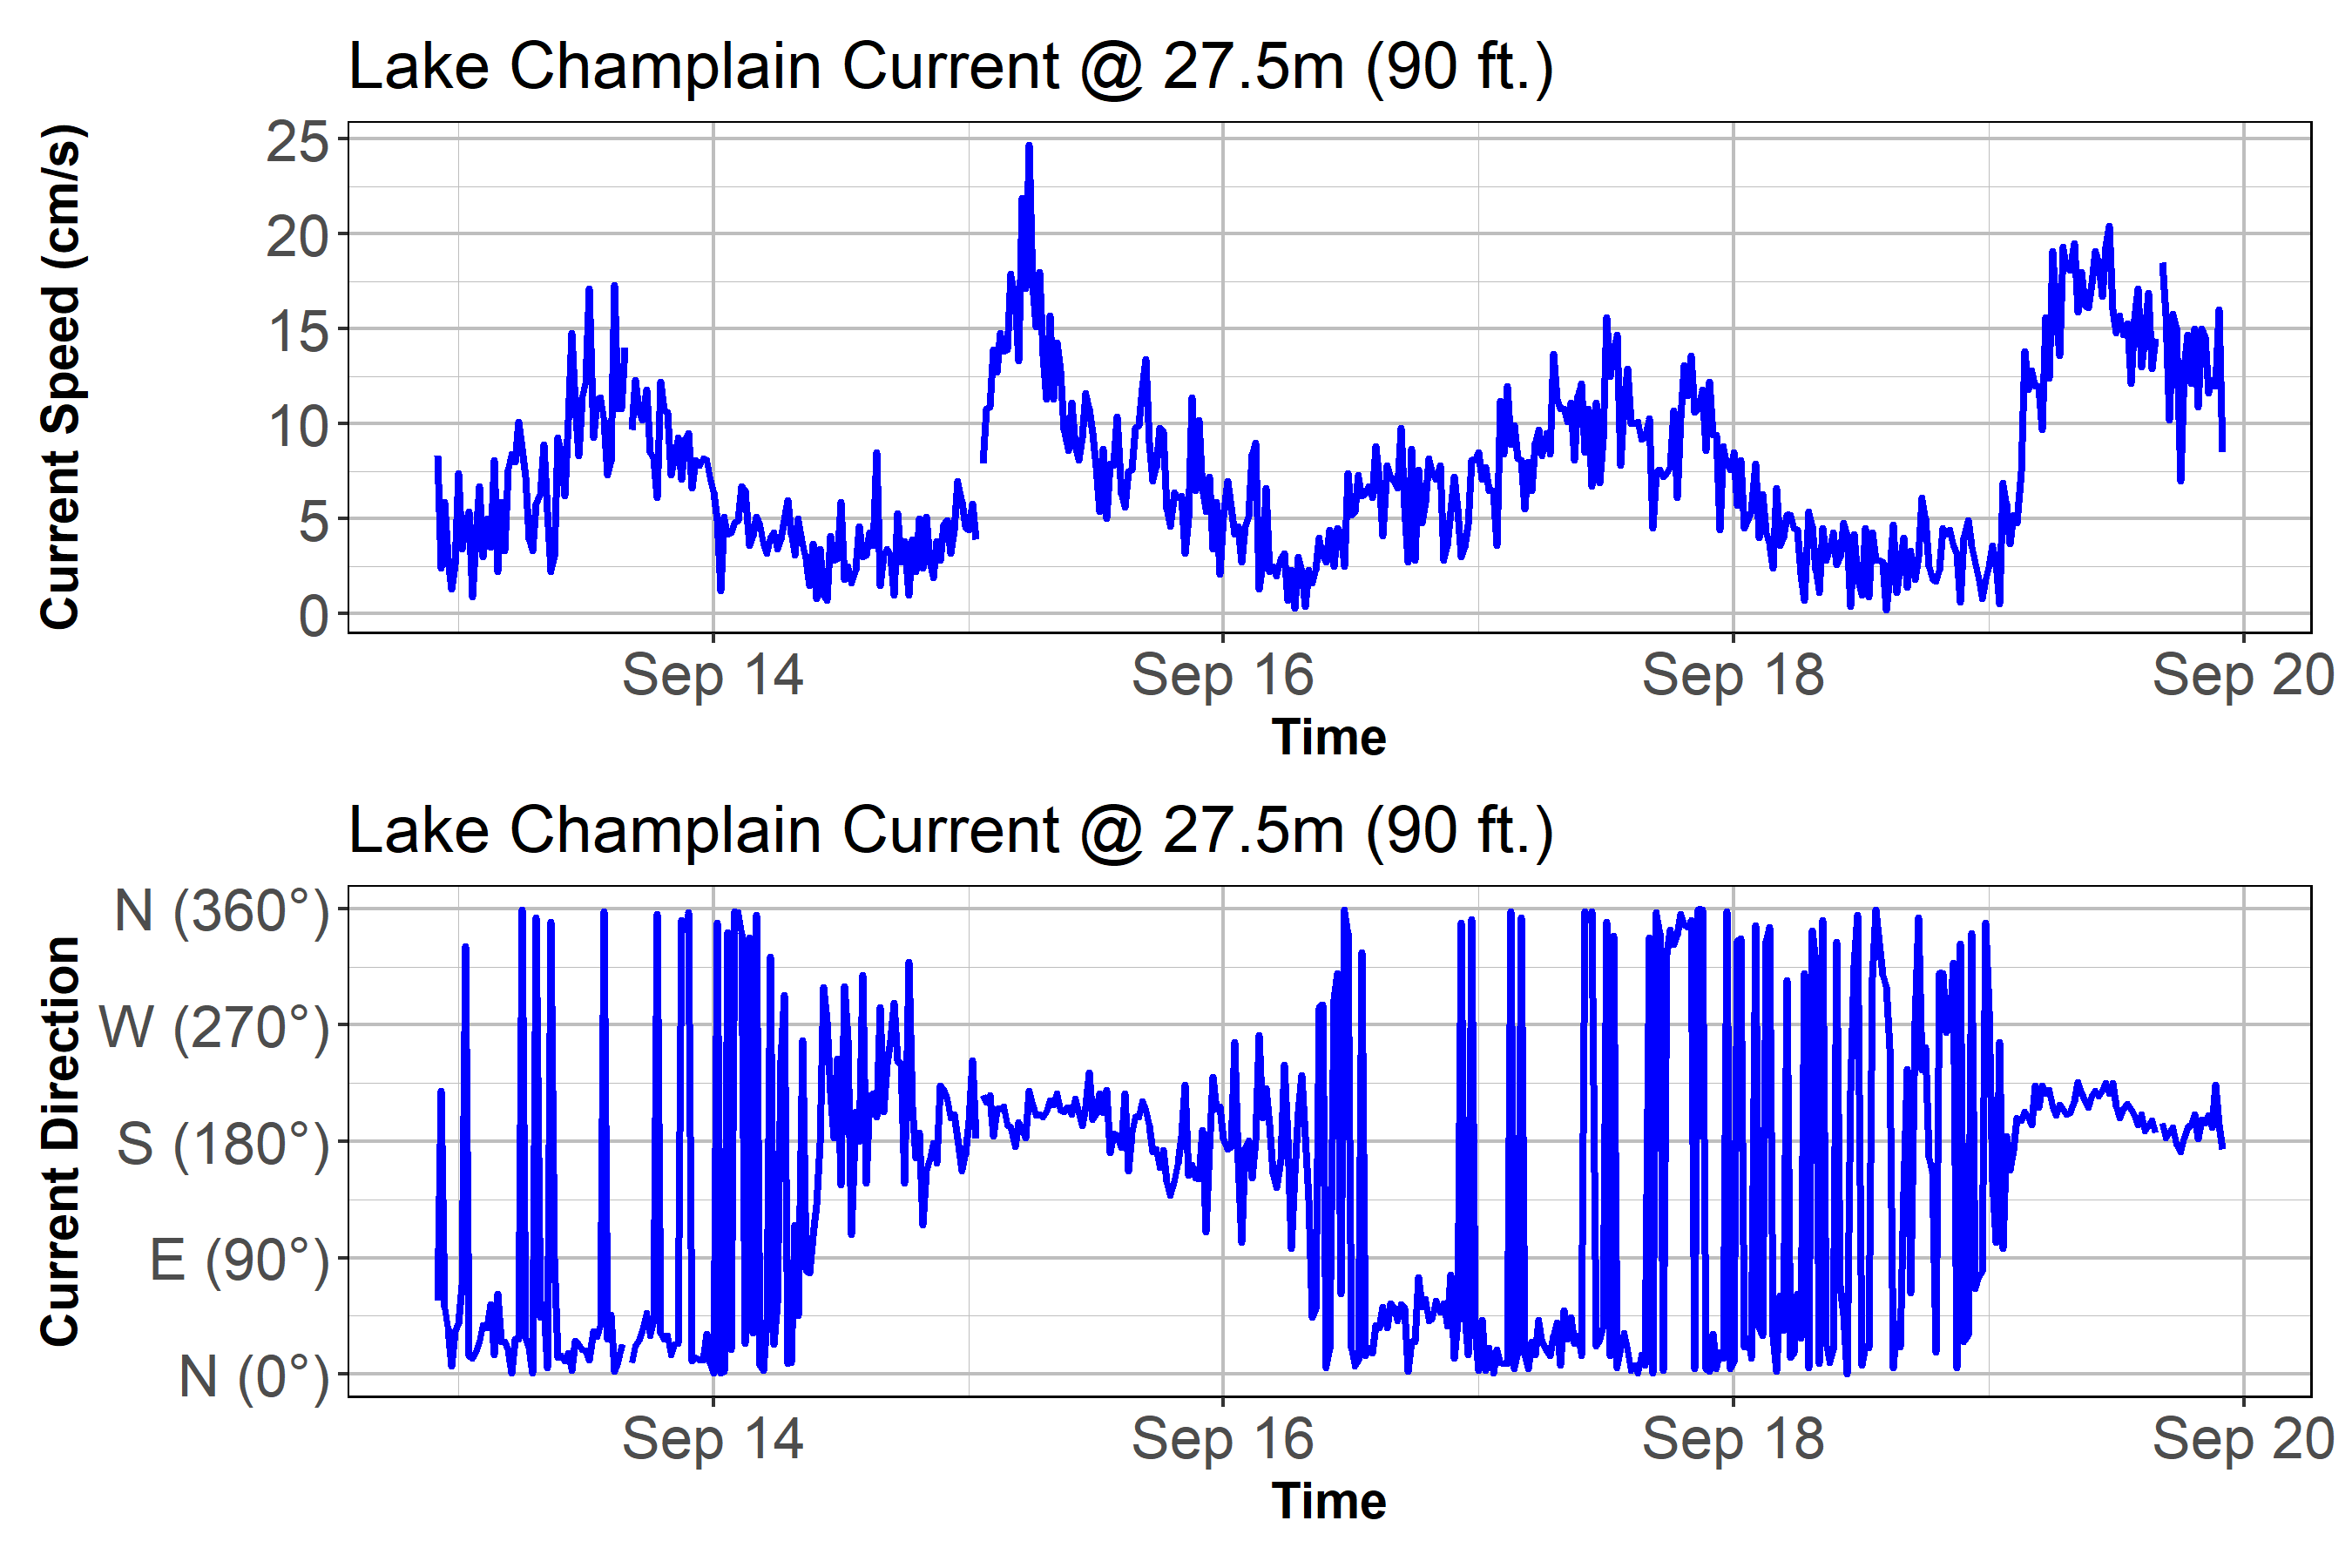 Lake Champlain Current @ 27.5m (90 ft.)
Current Speed (cm/s)
25
20
15
10
5
0
Sep 14 Sep 16 Sep 18 Sep 20
Time
Lake Champlain Current @ 27.5m (90 ft.)
Current Direction
N (360°)
W (270°)
S (180°)
E (90°)
N (0°)
Sep 14 Sep 16 Sep 18 Sep 20
Time